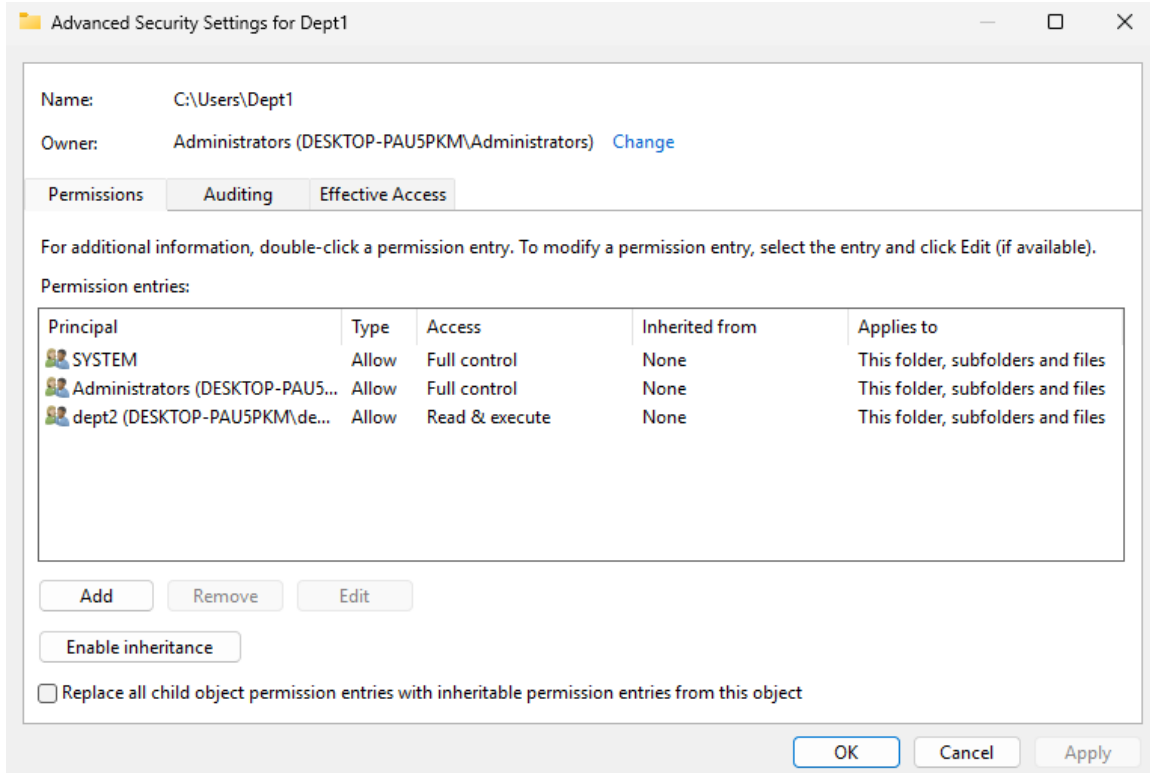 Advanced Security Settings for Dept1
Name: C:\Users\Dept1
Owner: Administrators (DESKTOP-PAU5PKM\Administrators) Change
Permissions Auditing Effective Access
For additional information, double-click a permission entry. To modify a permission entry, select the entry and click Edit (if available).
Permission entries:
Principal Type Access Inherited from Applies to
SYSTEM Allow Full control None This folder, subfolders and files
Administrators (DESKTOP-PAU5... Allow Full control None This folder, subfolders and files
dept2 (DESKTOP-PAU5PKM\de... Allow Read & execute None This folder, subfolders and files
Add Remove Edit
Enable inheritance
Replace all child object permission entries with inheritable permission entries from this object
OK Cancel Apply